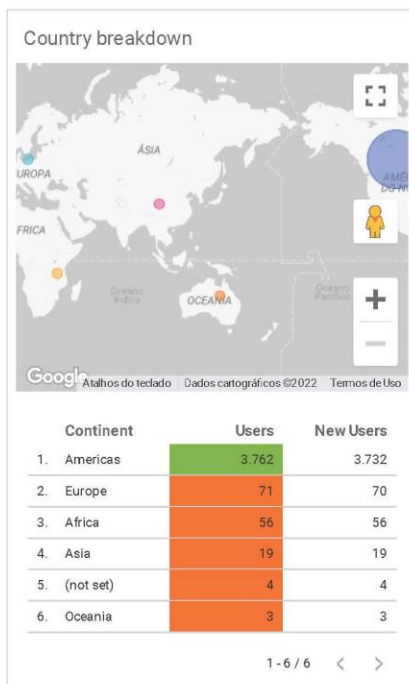 Country breakdown
ÁSIA
UROPA
AMÉ
DO NO
FRICA
Oceano
Índico
OCEANIA
Oceano
Pacífico
Google
Atalhos do teclado Dados cartográficos ©2022 Termos de Uso
Continent Users New Users
1. Americas 3.762 3.732
2. Europe 71 70
3. Africa 56 56
4. Asia 19 19
5. (not set) 4 4
6. Oceania 3 3
1 - 6 / 6 < >